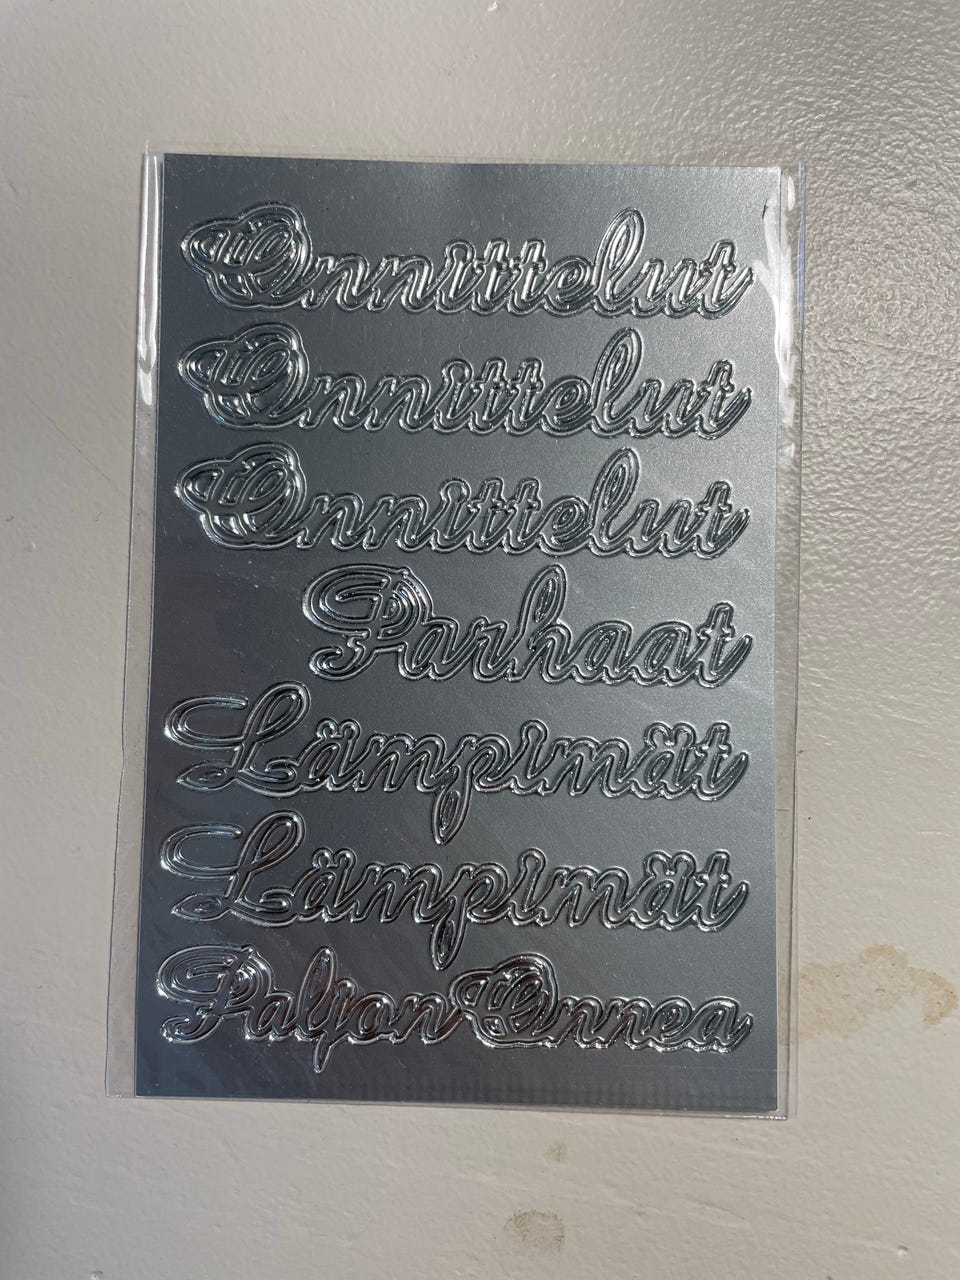 Onnittelut
Onnittelut
Onnittelut
Parhaat
Lämpimät
Lämpimät
Paljon Onnea